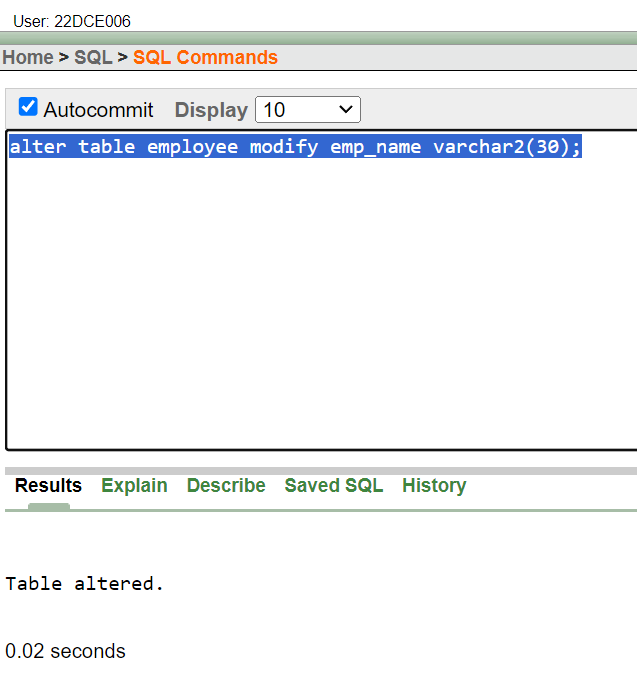 User: 22DCE006
Home > SQL > SQL Commands
Autocommit Display 10
alter table employee modify emp_name varchar2(30);
Results Explain Describe Saved SQL History
Table altered.
0.02 seconds